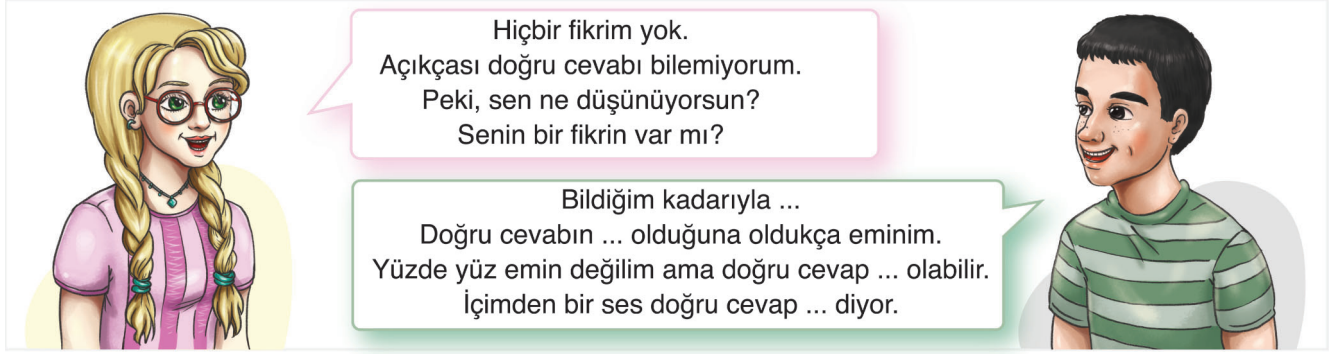 Hiçbir fikrim yok.
Açıkçası doğru cevabı bilemiyorum.
Peki, sen ne düşünüyorsun?
Senin bir fikrin var mı?
Bildiğim kadarıyla ...
Doğru cevabın ... olduğuna oldukça eminim.
Yüzde yüz emin değilim ama doğru cevap ... olabilir.
İçimden bir ses doğru cevap ... diyor.